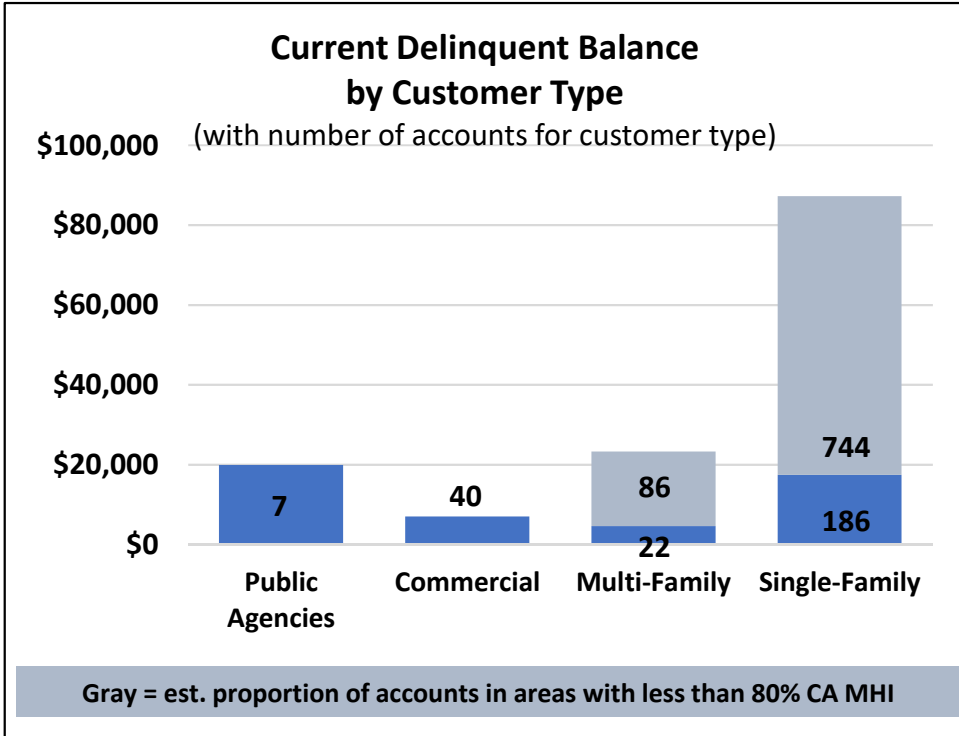 Current Delinquent Balance
by Customer Type
(with number of accounts for customer type)
$100,000
$80,000
$60,000
$40,000
$20,000
$0
7
40
86
22
744
186
Public
Agencies
Commercial
Multi-Family
Single-Family
Gray = est. proportion of accounts in areas with less than 80% CA MHI